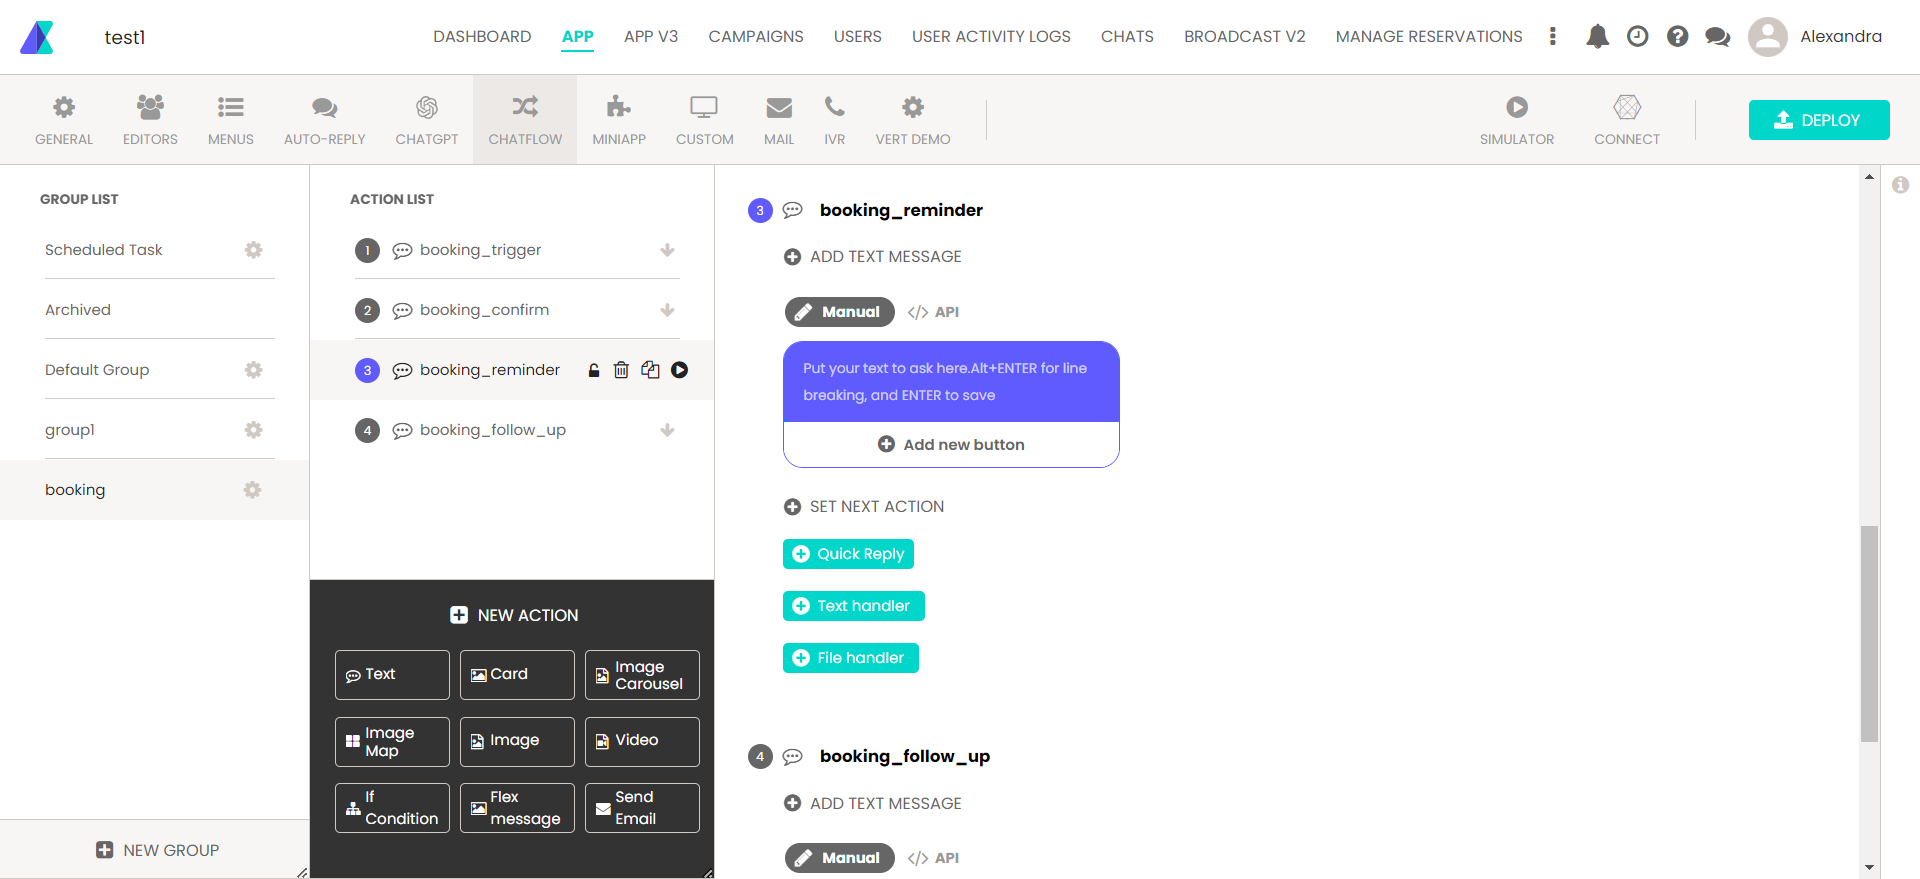 test1
DASHBOARD
APP
APP V3
CAMPAIGNS
USERS
USER ACTIVITY LOGS
CHATS
BROADCAST V2
MANAGE RESERVATIONS
Alexandra
GENERAL
EDITORS
MENUS
AUTO-REPLY
CHATGPT
CHATFLOW
MINIAPP
CUSTOM
MAIL
IVR
VERT DEMO
SIMULATOR
CONNECT
DEPLOY
GROUP LIST
Scheduled Task
Archived
Default Group
group1
booking
NEW GROUP
ACTION LIST
1 booking_trigger
2 booking_confirm
3 booking_reminder
4 booking_follow_up
NEW ACTION
Text
Card
Image
Carousel
Image
Map
Image
Video
If
Condition
Flex
message
Send
Email
3 booking_reminder
ADD TEXT MESSAGE
Manual
</> API
Put your text to ask here.Alt+ENTER for line
breaking, and ENTER to save
Add new button
SET NEXT ACTION
Quick Reply
Text handler
File handler
4 booking_follow_up
ADD TEXT MESSAGE
Manual
</> API